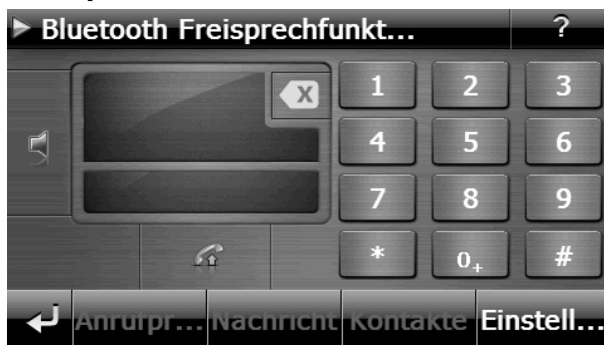 Bluetooth Freisprechfunkt... ?
X 1 2 3
4 5 6
7 8 9
* 0+ #
Anrufpr... Nachricht Kontakte Einstell...